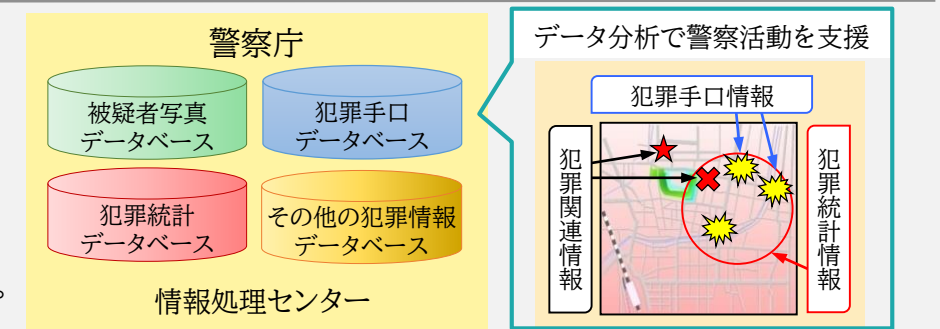 警察庁
被疑者写真
データベース
犯罪手口
データベース
犯罪統計
データベース
その他の犯罪情報
データベース
情報処理センター
。
データ分析で警察活動を支援
犯罪手口情報
犯罪関連情報
犯罪統計情報